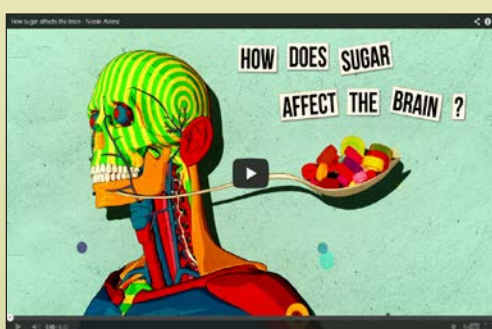 How sugar affects the brain - Nicole Avena
HOW DOES SUGAR
AFFECT THE BRAIN ?